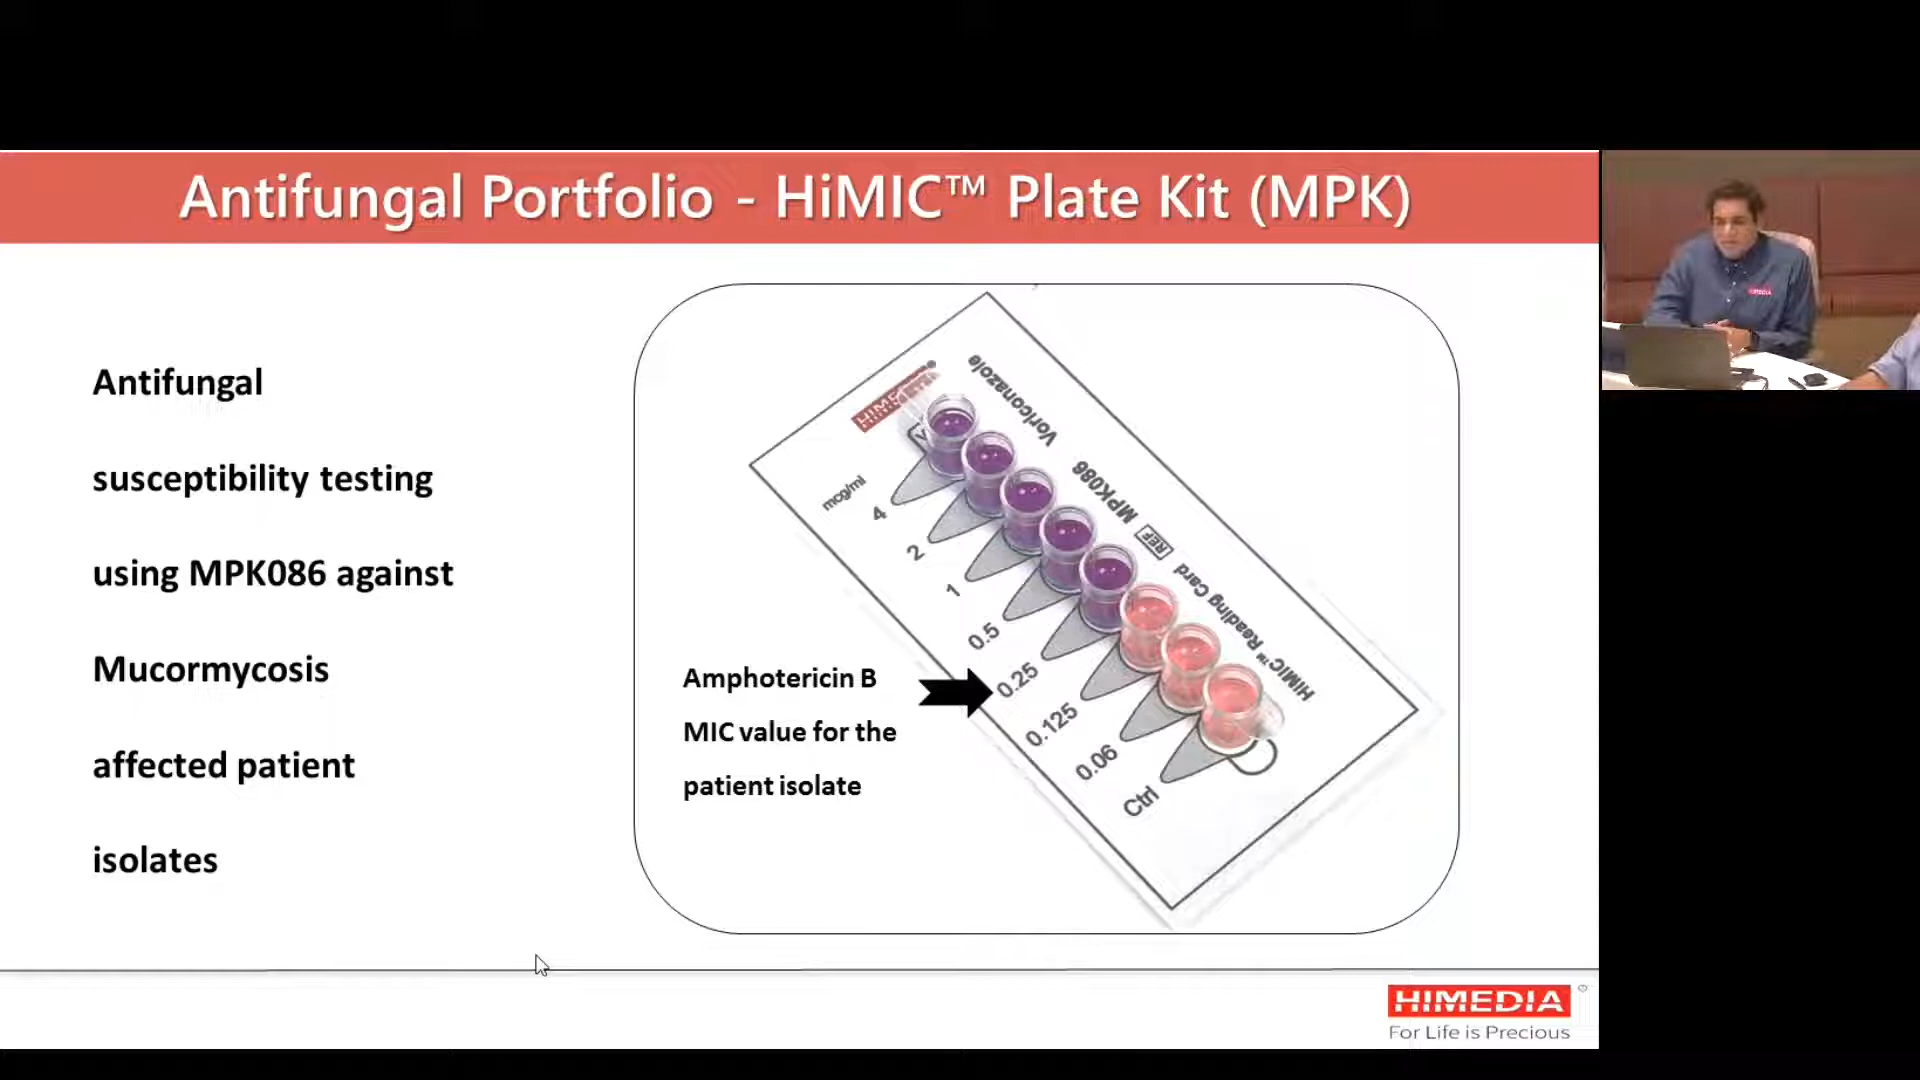 Antifungal Portfolio - HiMIC™ Plate Kit (MPK)
Antifungal
susceptibility testing
using MPK086 against
Mucormycosis
affected patient
isolates
Amphotericin B
MIC value for the
patient isolate
Voriconazole
REF MPK086
HiMIC™ Reading Card
mcg/ml
4
2
1
0.5
0.25
0.125
0.06
Ctrl
HIMEDIA
For Life is Precious